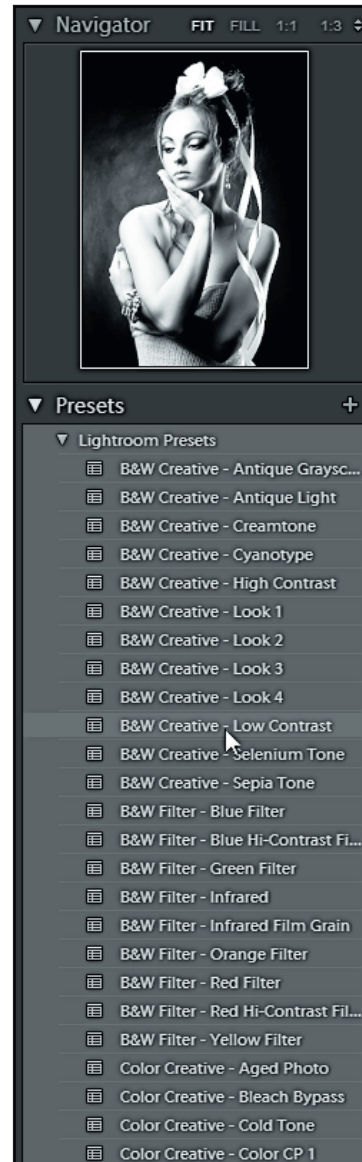 Navigator FIT FILL 1:1 1:3
Presets +
Lightroom Presets
B&W Creative - Antique Graysc...
B&W Creative - Antique Light
B&W Creative - Creamtone
B&W Creative - Cyanotype
B&W Creative - High Contrast
B&W Creative - Look 1
B&W Creative - Look 2
B&W Creative - Look 3
B&W Creative - Look 4
B&W Creative - Low Contrast
B&W Creative - Selenium Tone
B&W Creative - Sepia Tone
B&W Filter - Blue Filter
B&W Filter - Blue Hi-Contrast Fi...
B&W Filter - Green Filter
B&W Filter - Infrared
B&W Filter - Infrared Film Grain
B&W Filter - Orange Filter
B&W Filter - Red Filter
B&W Filter - Red Hi-Contrast Fil...
B&W Filter - Yellow Filter
Color Creative - Aged Photo
Color Creative - Bleach Bypass
Color Creative - Cold Tone
Color Creative - Color CP 1